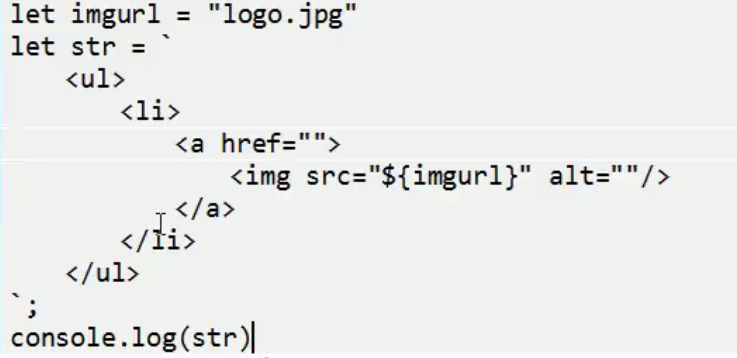 let imgurl = "logo.jpg"
let str = `
    <ul>
        <li>
            <a href="">
                <img src="${imgurl}" alt=""/>
            </a>
        </li>
    </ul>
`;
console.log(str)